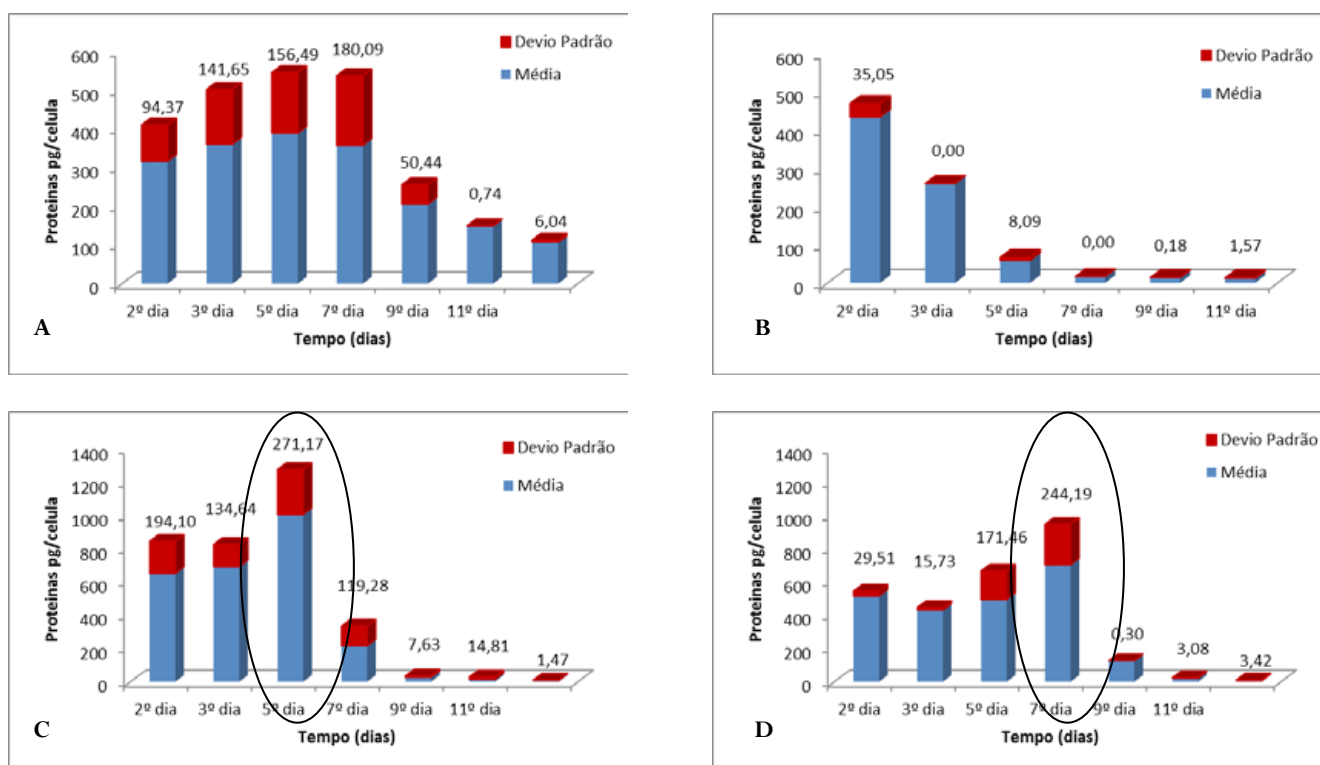 Devio Padrão
Média
Proteinas pg/celula
600
500
400
300
200
100
0
94,37
141,65
156,49
180,09
50,44
0,74
6,04
2º dia 3º dia 5º dia 7º dia 9º dia 11º dia
Tempo (dias)
A
Devio Padrão
Média
Proteinas pg/celula
600
500
400
300
200
100
0
35,05
0,00
8,09
0,00
0,18
1,57
2º dia 3º dia 5º dia 7º dia 9º dia 11º dia
Tempo (dias)
B
Devio Padrão
Média
Proteinas pg/celula
1400
1200
1000
800
600
400
200
0
194,10
134,64
271,17
119,28
7,63
14,81
1,47
2º dia 3º dia 5º dia 7º dia 9º dia 11º dia
Tempo (dias)
C
Devio Padrão
Média
Proteinas pg/celula
1400
1200
1000
800
600
400
200
0
29,51
15,73
171,46
244,19
0,30
3,08
3,42
2º dia 3º dia 5º dia 7º dia 9º dia 11º dia
Tempo (dias)
D